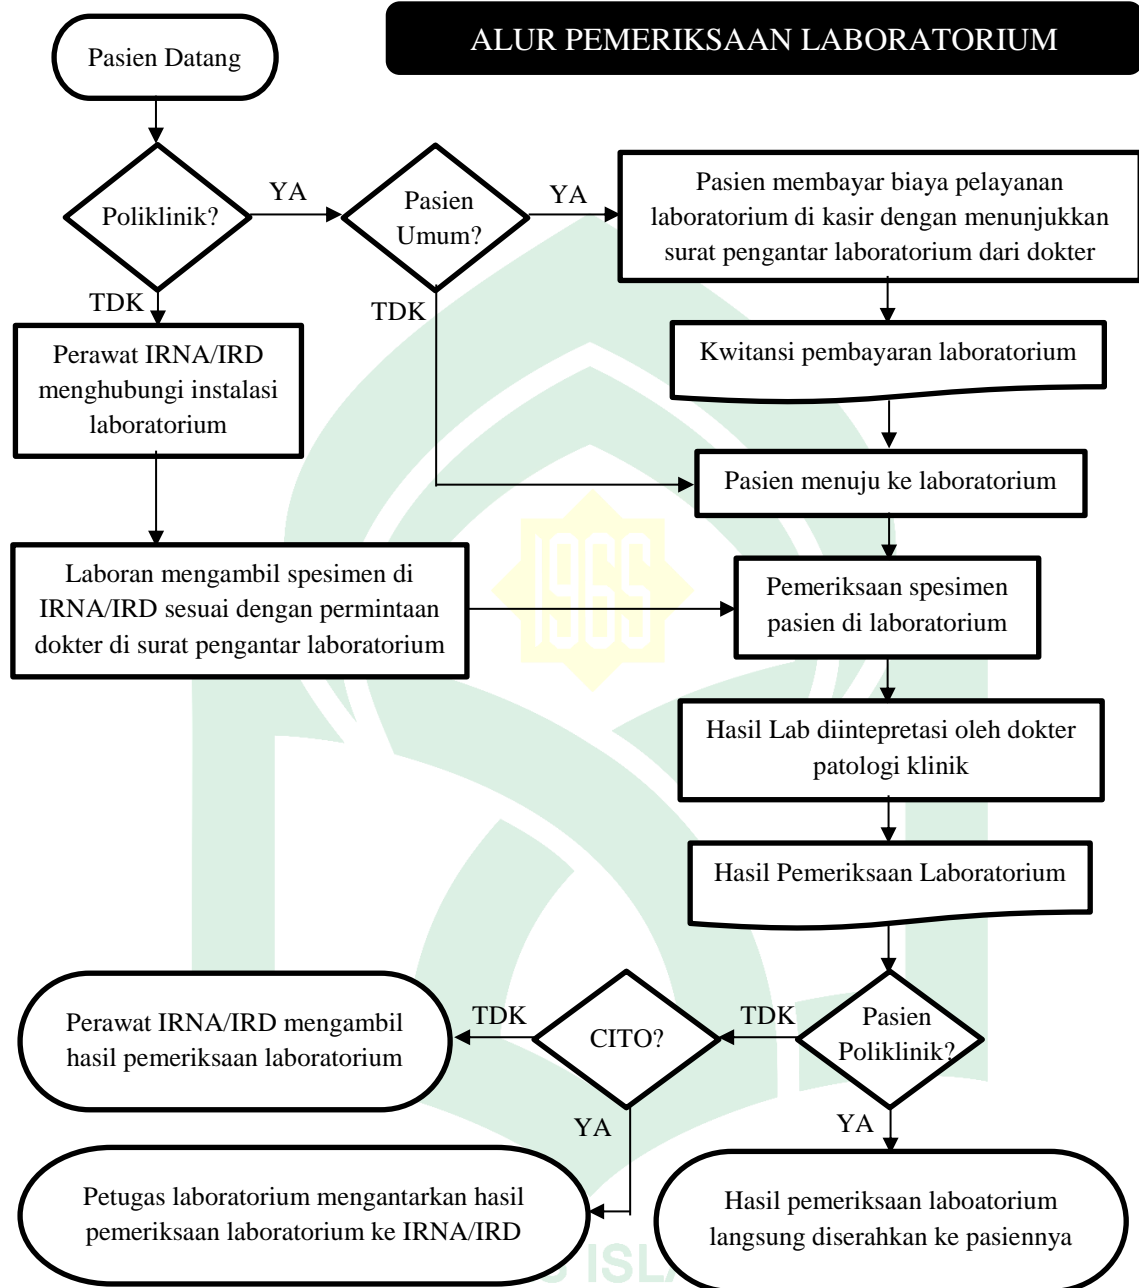 ALUR PEMERIKSAAN LABORATORIUM
Pasien Datang
Poliklinik?
YA
Pasien
Umum?
YA
Pasien membayar biaya pelayanan
laboratorium di kasir dengan menunjukkan
surat pengantar laboratorium dari dokter
TDK
TDK
Perawat IRNA/IRD
menghubungi instalasi
laboratorium
Kwitansi pembayaran laboratorium
Pasien menuju ke laboratorium
1965
Laboran mengambil spesimen di
IRNA/IRD sesuai dengan permintaan
dokter di surat pengantar laboratorium
Pemeriksaan spesimen
pasien di laboratorium
Hasil Lab diintepretasi oleh dokter
patologi klinik
Hasil Pemeriksaan Laboratorium
Pasien
Poliklinik?
TDK
CITO?
TDK
Perawat IRNA/IRD mengambil
hasil pemeriksaan laboratorium
YA
YA
Petugas laboratorium mengantarkan hasil
pemeriksaan laboratorium ke IRNA/IRD
Hasil pemeriksaan laboatorium
langsung diserahkan ke pasiennya